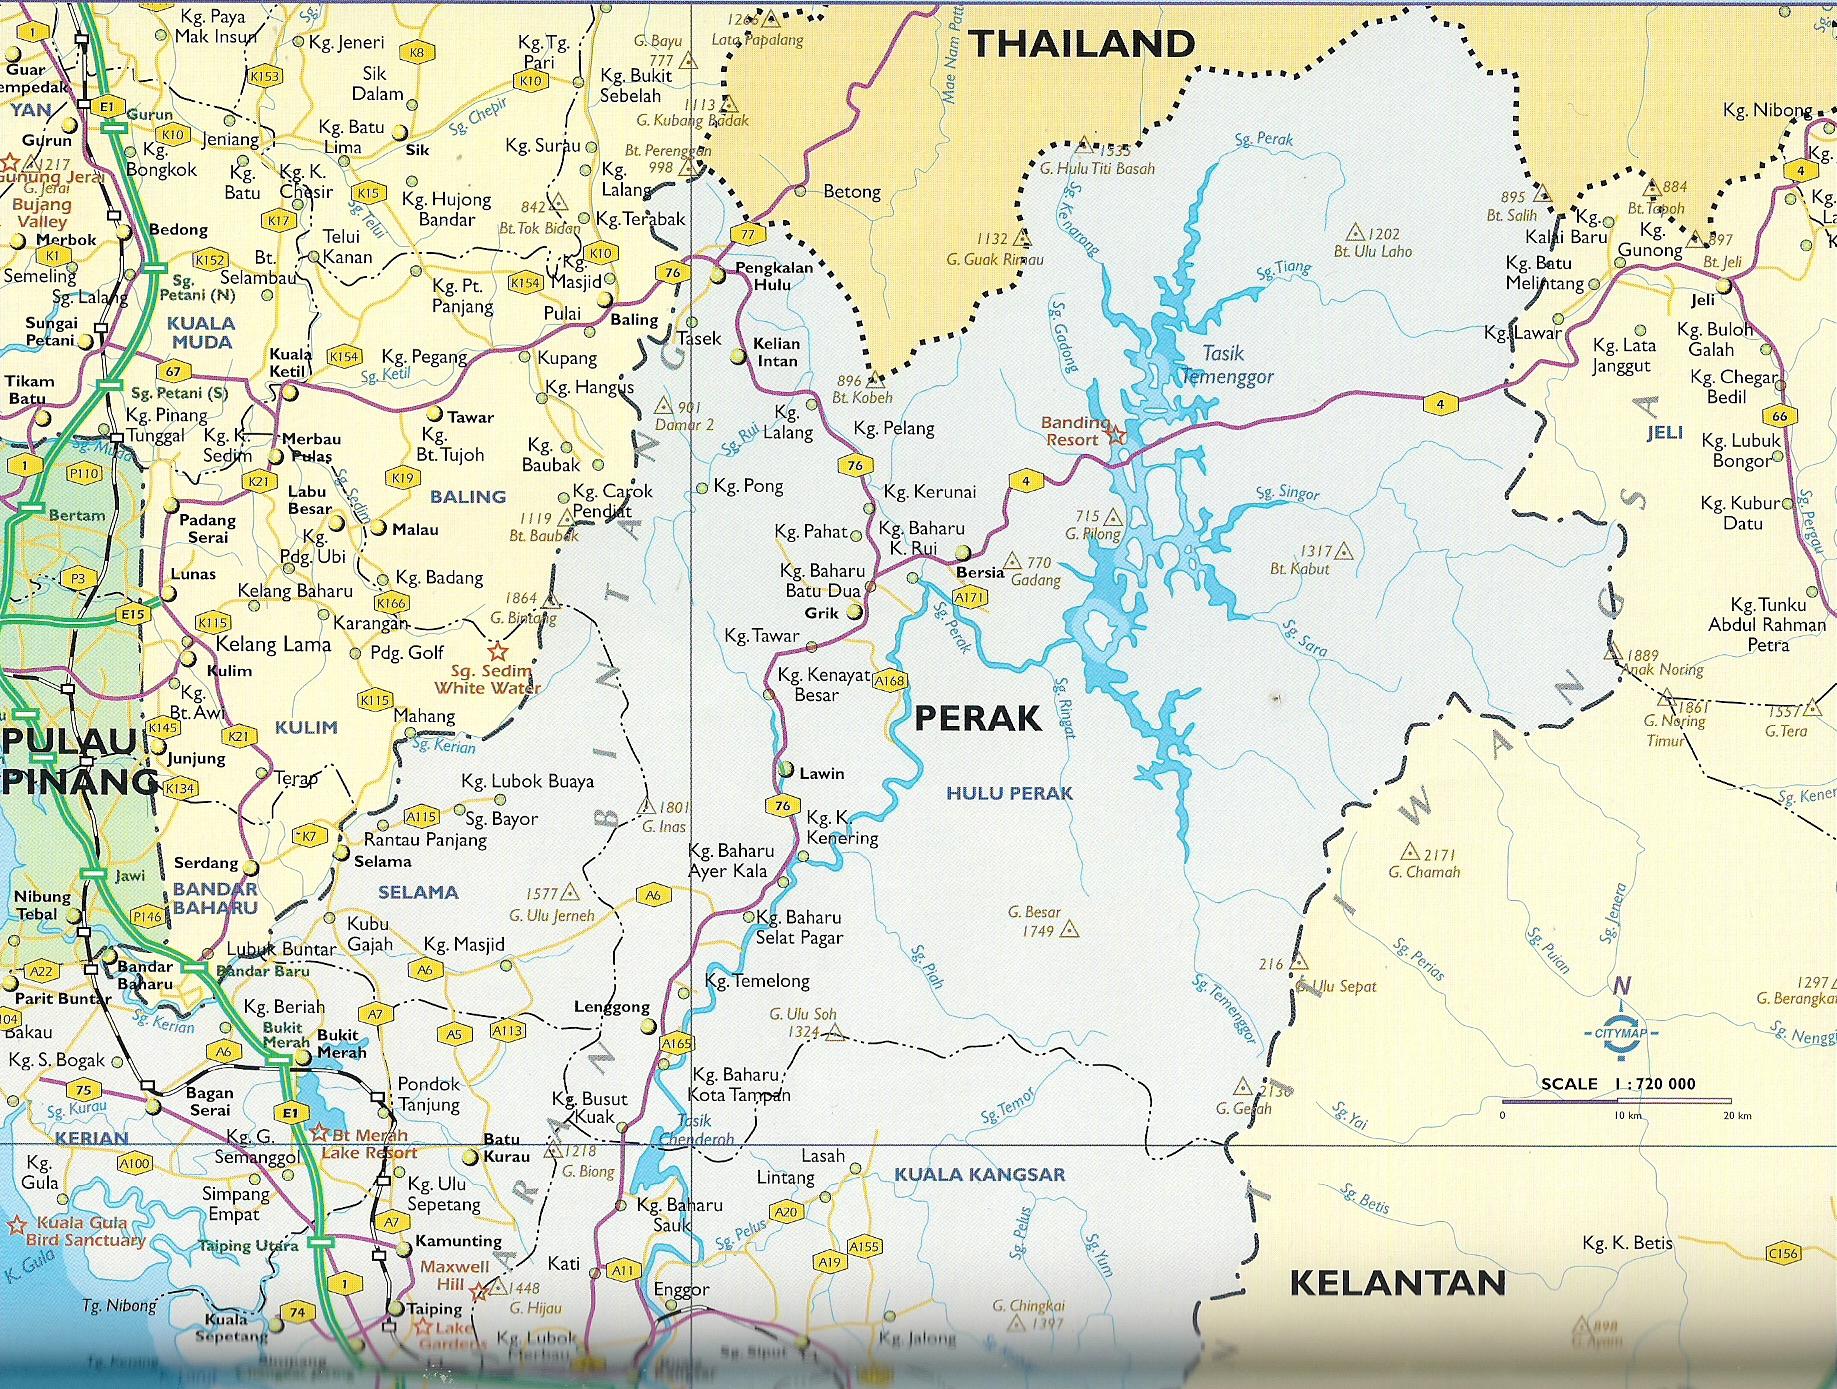 THAILAND
PERAK
PULAU
PINANG
KELANTAN
YAN
KUALA
MUDA
BALING
KULIM
BANDAR
BAHARU
SELAMA
KERIAN
HULU PERAK
KUALA KANGSAR
JELI
BINTANG
TITIWANGSA
1
Kg. Paya
Mak Insun
Kg. Jeneri
K8
Kg. Tg.
Pari
Sik
Dalam
K10
Kg. Bukit
Sebelah
G. Bayu
777
Lata Papalang
1113
G. Kubang Badak
Guar
K153
E1
Gurun
Gurun
K10
Jeniang
Kg. Batu
Lima
Sik
Sg. Chepir
Kg. Surau
Bt. Perenggan
998
Kg.
Lalang
1217
G. Jerai
Gunung Jerai
Bujang
Valley
Kg.
Bongkok
Kg.
Batu
Kg. K.
Chesir
K15
Kg. Hujong
Bandar
842
Bt. Tok Bidan
Kg. Terabak
Merbok
Bedong
K17
Sg. Telui
K1
Semeling
K152
Bt.
Selambau
Telui
Kanan
K10
Kg.
Masjid
K154
Kg. Pt.
Panjang
Sg. Lalang
Sg.
Petani (N)
Sungai
Petani
Pulai
Baling
76
77
Pengkalan
Hulu
Tasek
Kelian
Intan
Betong
Mae Nam Patt
Kuala
Ketil
K154
Kg. Pegang
Sg. Ketil
Kupang
Kg. Hangus
67
Sg. Petani (S)
Tikam
Batu
Kg. Pinang
Tunggal
Sg. Muda
Kg. K.
Sedim
Merbau
Pulas
Tawar
Kg.
Bt. Tujoh
Kg.
Baubak
901
Damar 2
Sg. Rui
1
P110
K21
K19
Labu
Besar
Sg. Sedim
Malau
Kg. Carok
Pendiat
1119
Bt. Baubak
Bertam
Padang
Serai
Kg.
Pdg. Ubi
P3
Lunas
Kelang Baharu
Kg. Badang
K166
1864
G. Bintang
E15
K115
Karangan
Kelang Lama
Pdg. Golf
Sg. Sedim
White Water
Kulim
Kg.
Bt. Awi
K115
Mahang
Sg. Kerian
K145
K21
Junjung
K134
Terap
Kg. Lubok Buaya
A115
Sg. Bayor
Rantau Panjang
K7
Selama
1801
G. Inas
Serdang
Jawi
P146
Nibung
Tebal
1577
G. Ulu Jerneh
A6
Kubu
Gajah
Kg. Masjid
Lubuk Buntar
Bandar Baru
A6
A22
Bandar
Baharu
Parit Buntar
Bakau
Sg. Kerian
Kg. Beriah
Bukit
Merah
Bukit
Merah
A7
A5
A113
Kg. S. Bogak
A6
75
Sg. Kurau
Bagan
Serai
E1
Pondok
Tanjung
Kg. G.
Semanggol
Bt Merah
Lake Resort
Batu
Kurau
A100
Kg.
Gula
Simpang
Empat
Kg. Ulu
Sepetang
Kuala Gula
Bird Sanctuary
K. Gula
Taiping Utara
A7
Kamunting
Maxwell
Hill
1448
G. Hijau
Tg. Nibong
Kuala
Sepetang
74
1
Taiping
Lake
Gardens
Lenggong
A165
Kg. Busut
Kuak
Kg. Baharu
Kota Tampan
Tasik
Chenderoh
1218
G. Biong
Kg. Baharu
Sauk
Sg. Pelus
Kati
A11
Enggor
Kg. Lubok
Merbau
Sg. Siput
Lasah
Lintang
A20
A19
A155
Sg. Pelus
Sg. Yum
Kg. Jalong
G. Chingkai
1397
896
Bt. Kobeh
Kg.
Lalang
Kg. Pelang
76
Kg. Pong
Kg. Kerunai
Kg. Pahat
Kg. Baharu
K. Rui
Kg. Baharu
Batu Dua
Grik
Bersia
770
Gadang
A171
Sg. Perak
Kg. Tawar
Kg. Kenayat
Besar
A168
Lawin
76
Kg. K.
Kenering
Kg. Baharu
Ayer Kala
Kg. Baharu
Selat Pagar
Kg. Temelong
G. Ulu Soh
1324
Sg. Piah
G. Besar
1749
Sg. Temor
Sg. Temenggor
1535
G. Hulu Titi Basah
1132
G. Guak Rimau
Sg. Kenarong
Sg. Gadong
Sg. Perak
1202
Bt. Ulu Laho
Sg. Tiang
Tasik
Temenggor
Banding
Resort
4
4
715
G. Pilong
Sg. Singor
1317
Bt. Kabut
Sg. Sara
Sg. Ringat
895
Bt. Salih
884
Bt. Tapoh
897
Bt. Jeli
Kg. Nibong
4
Kg.
Kalai Baru
Kg.
Gunong
Kg. Batu
Melintang
Jeli
Kg. Lawar
Kg. Lata
Janggut
Kg. Buloh
Galah
Kg. Chegar
Bedil
66
Kg. Lubuk
Bongor
Kg. Kubur
Datu
Sg. Pergau
Kg. Tunku
Abdul Rahman
Petra
1889
Anak Noring
1861
G. Noring
Timur
1557
G. Tera
2171
G. Chamah
Sg. Perias
Sg. Puian
Sg. Jenera
216
G. Ulu Sepat
G. Gerah
Sg. Yai
Sg. Betis
N
CITYMAP
1297
Sg. Nengg
SCALE 1 : 720 000
0 10 km 20 km
Kg. K. Betis
C156
898